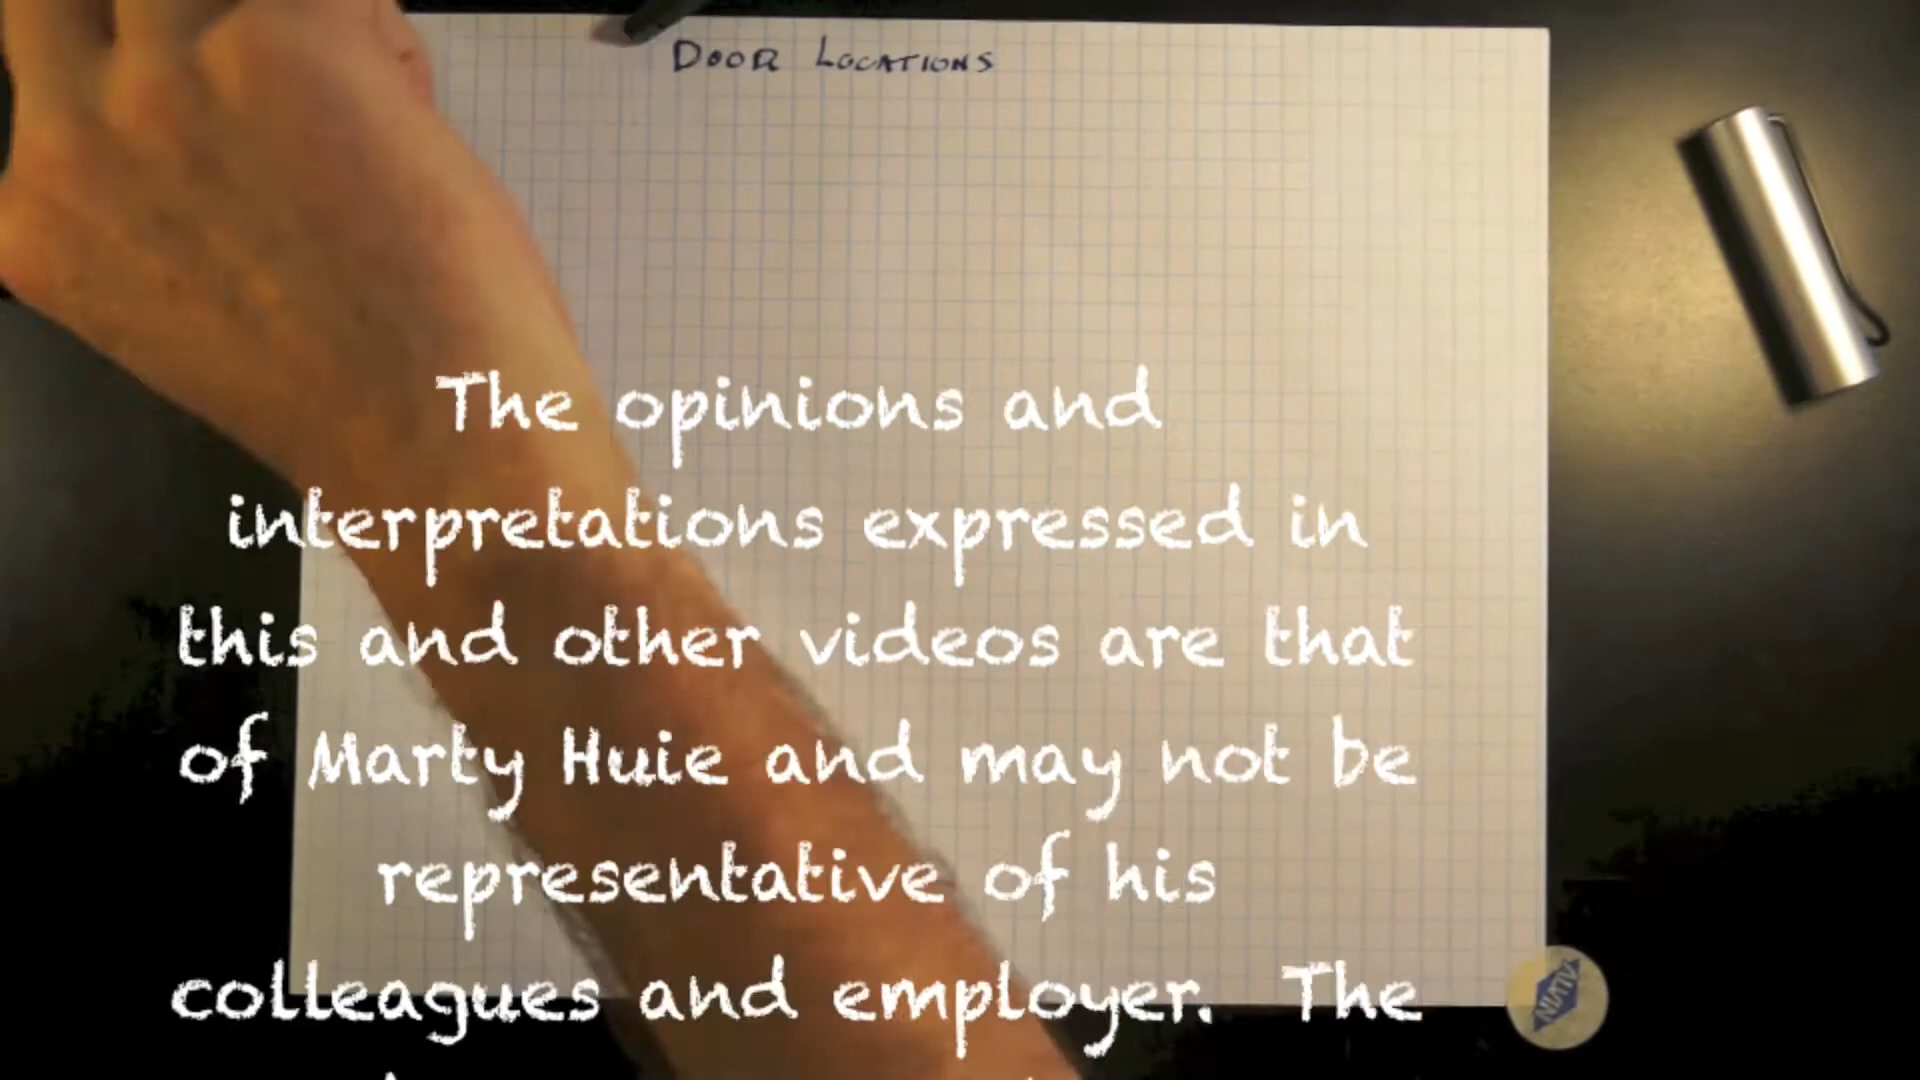 Door Locations
The opinions and
interpretations expressed in
this and other videos are that
of Marty Huie and may not be
representative of his
colleagues and employer. The
ALVIN